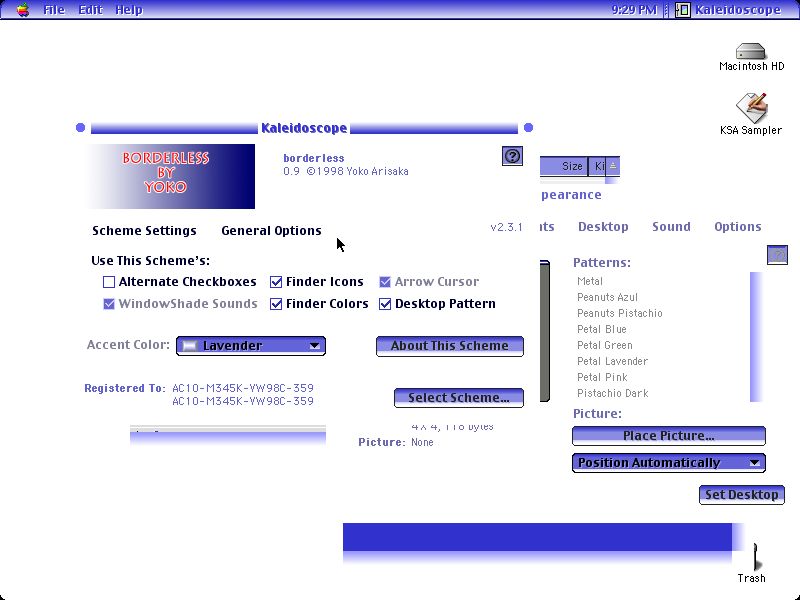 File Edit Help 9:29 PM Kaleidoscope
Macintosh HD
KSA Sampler
Kaleidoscope
BORDERLESS
BY
YOKO
borderless
0.9 ©1998 Yoko Arisaka
Size Ki
pearance
Scheme Settings General Options v2.3.1
nts Desktop Sound Options
Use This Scheme's:
Alternate Checkboxes Finder Icons Arrow Cursor
WindowShade Sounds Finder Colors Desktop Pattern
Patterns:
Metal
Peanuts Azul
Peanuts Pistachio
Petal Blue
Petal Green
Petal Lavender
Petal Pink
Pistachio Dark
Accent Color: Lavender About This Scheme
Registered To: AC10-M345K-YW98C-359
AC10-M345K-YW98C-359
Select Scheme...
4 X 4, 118 bytes
Picture: None
Picture:
Place Picture...
Position Automatically
Set Desktop
Trash